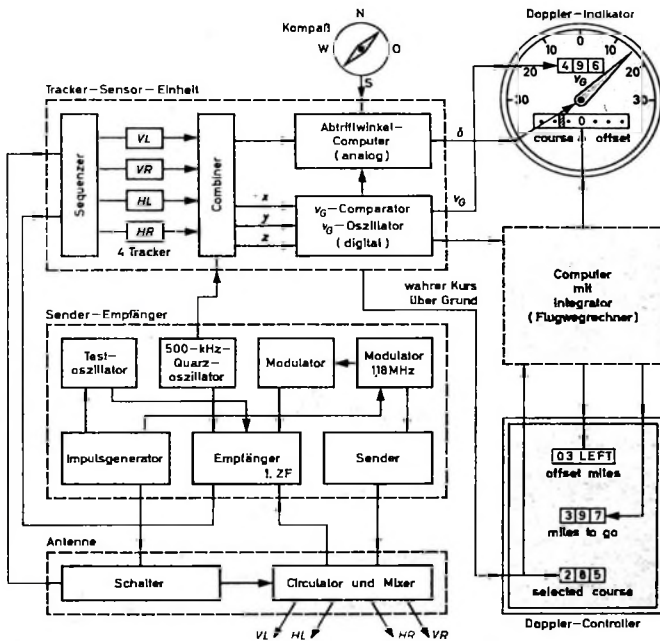 Kompaß
N
W
O
S
Doppler-Indikator
0
10
10
20
20
30
30
4 9 6
vG
0
course
offset
Tracker-Sensor-Einheit
Sequenzer
VL
VR
HL
HR
4 Tracker
Combiner
Abtriftwinkel-
Computer
(analog)
δ
x
y
z
vG-Comparator
vG-Oszillator
(digital)
vG
wahrer Kurs
über Grund
Computer
mit
Integrator
(Flugwegrechner)
Sender-Empfänger
Test-
oszillator
500-kHz-
Quarz-
oszillator
Modulator
Modulator
118MHz
Impulsgenerator
Empfänger
1. ZF
Sender
03 LEFT
offset miles
3 9 7
miles to go
2 8 5
selected course
Doppler-Controller
Antenne
Schalter
Circulator und Mixer
VL
HL
HR
VR